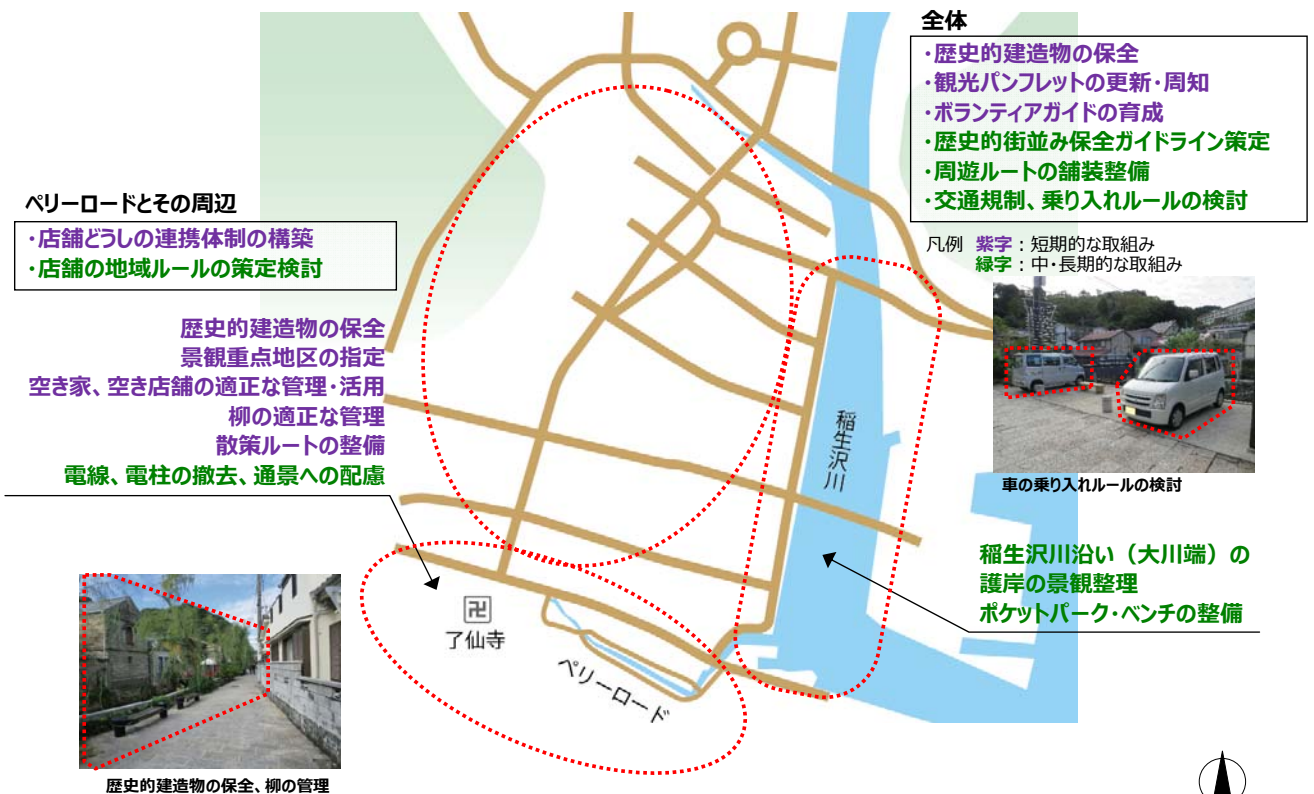 全体
・歴史的建造物の保全
・観光パンフレットの更新・周知
・ボランティアガイドの育成
・歴史的街並み保全ガイドライン策定
・周遊ルートの舗装整備
・交通規制、乗り入れルールの検討
凡例 紫字：短期的な取組み
緑字：中・長期的な取組み
ペリーロードとその周辺
・店舗どうしの連携体制の構築
・店舗の地域ルールの策定検討
歴史的建造物の保全
景観重点地区の指定
空き家、空き店舗の適正な管理・活用
柳の適正な管理
散策ルートの整備
電線、電柱の撤去、通景への配慮
稲生沢川
車の乗り入れルールの検討
稲生沢川沿い（大川端）の
護岸の景観整理
ポケットパーク・ベンチの整備
卍
了仙寺
ペリーロード
歴史的建造物の保全、柳の管理